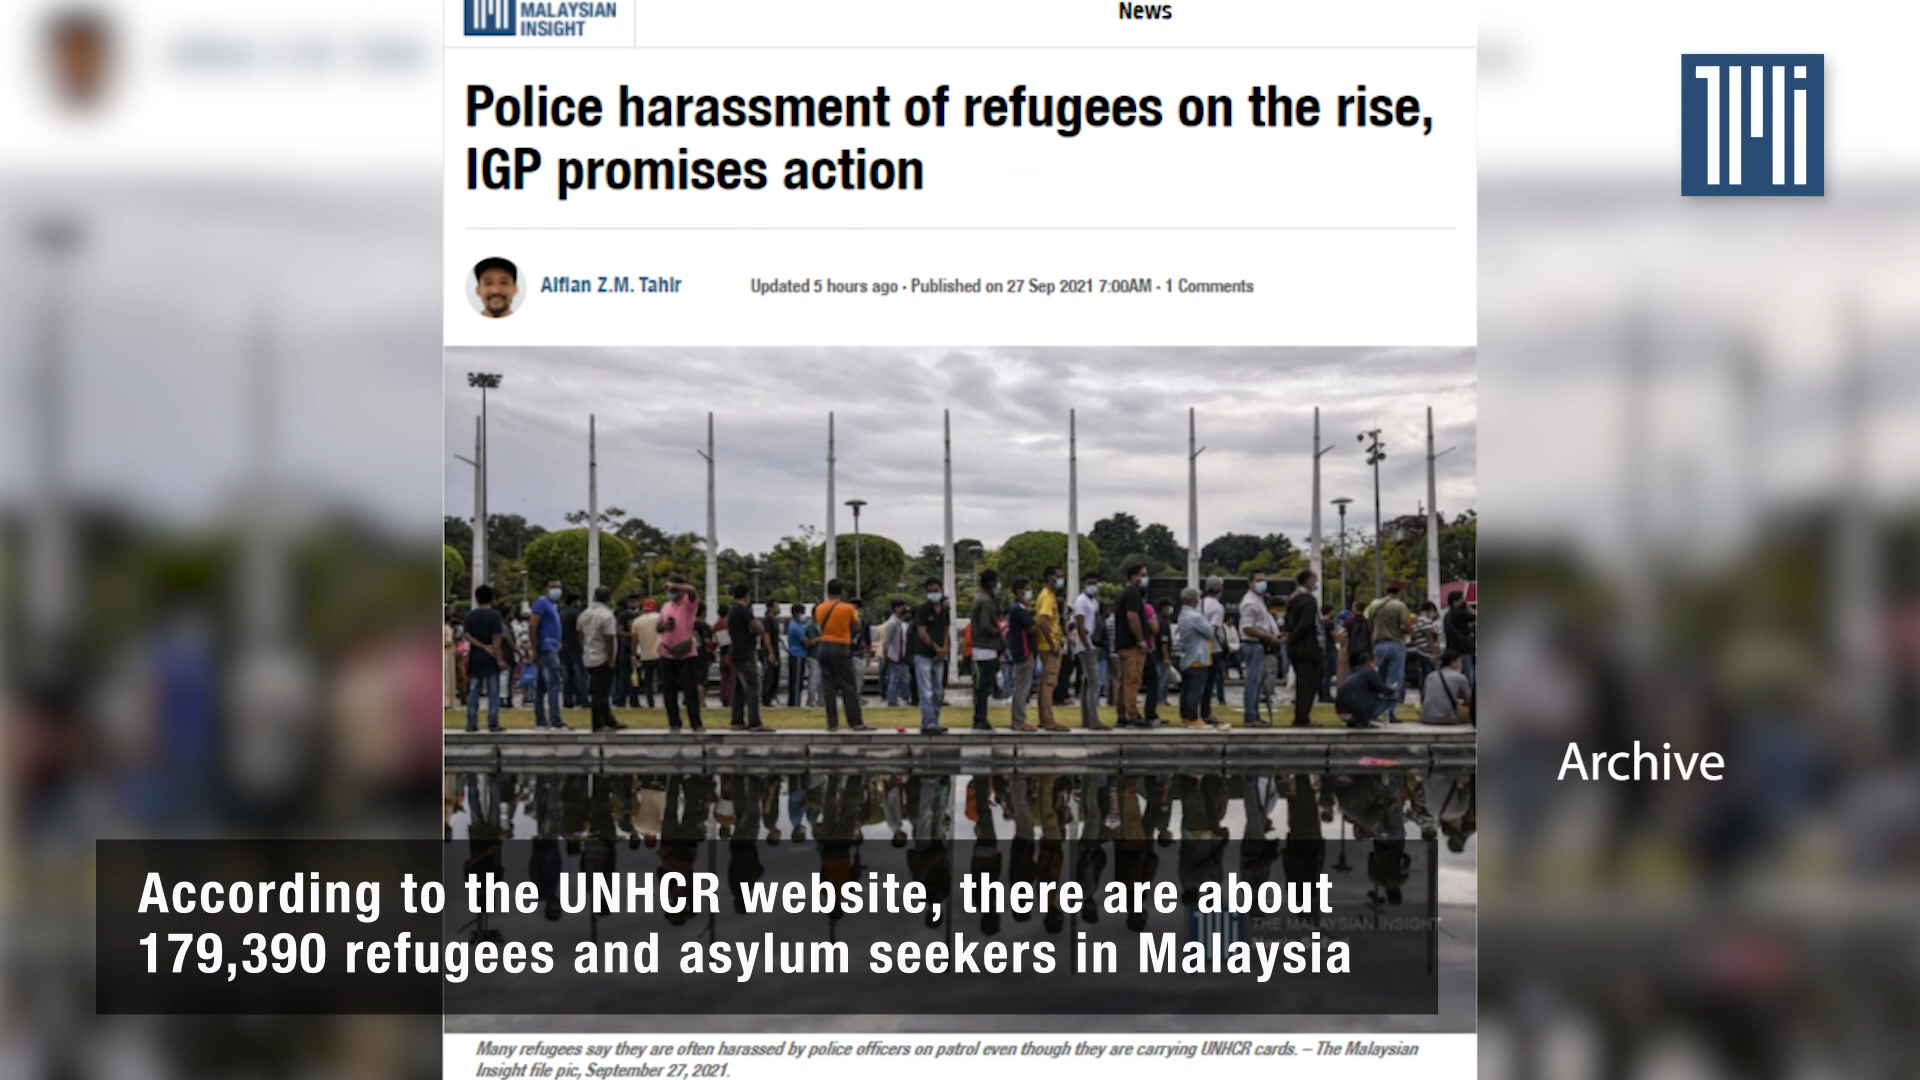 MALAYSIAN
INSIGHT
News
Police harassment of refugees on the rise,
IGP promises action
Alfian Z.M. Tahir
Updated 5 hours ago · Published on 27 Sep 2021 7:00AM · 1 Comments
Archive
According to the UNHCR website, there are about
179,390 refugees and asylum seekers in Malaysia
THE MALAYSIAN INSIGHT
Many refugees say they are often harassed by police officers on patrol even though they are carrying UNHCR cards. – The Malaysian
Insight file pic, September 27, 2021.